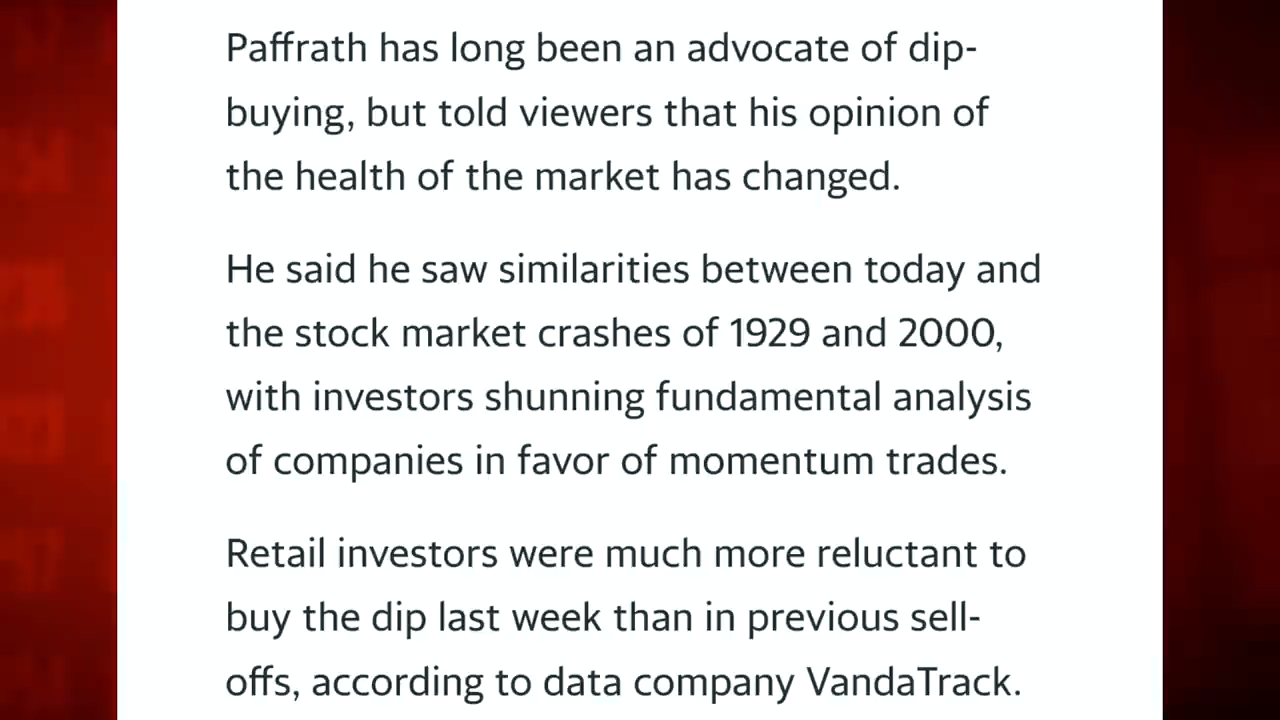 Paffrath has long been an advocate of dip-
buying, but told viewers that his opinion of
the health of the market has changed.
He said he saw similarities between today and
the stock market crashes of 1929 and 2000,
with investors shunning fundamental analysis
of companies in favor of momentum trades.
Retail investors were much more reluctant to
buy the dip last week than in previous sell-
offs, according to data company VandaTrack.